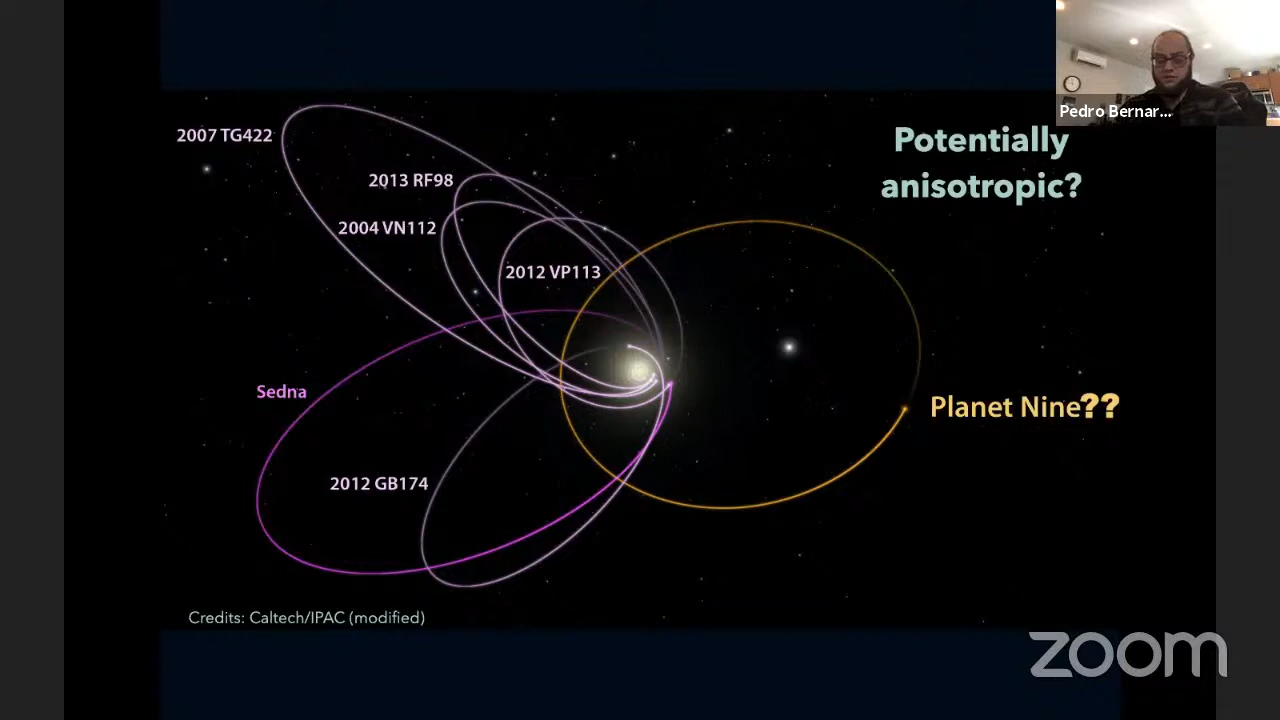 Pedro Bernar...
Potentially
anisotropic?
2007 TG422
2013 RF98
2004 VN112
2012 VP113
Sedna
Planet Nine??
2012 GB174
Credits: Caltech/IPAC (modified)
zoom